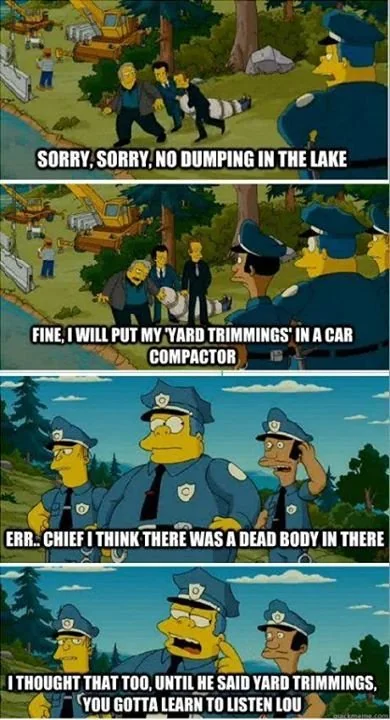 SORRY, SORRY, NO DUMPING IN THE LAKE
FINE, I WILL PUT MY 'YARD TRIMMINGS' IN A CAR
COMPACTOR
ERR.. CHIEF I THINK THERE WAS A DEAD BODY IN THERE
I THOUGHT THAT TOO, UNTIL HE SAID YARD TRIMMINGS,
YOU GOTTA LEARN TO LISTEN LOU
quickmeme.com